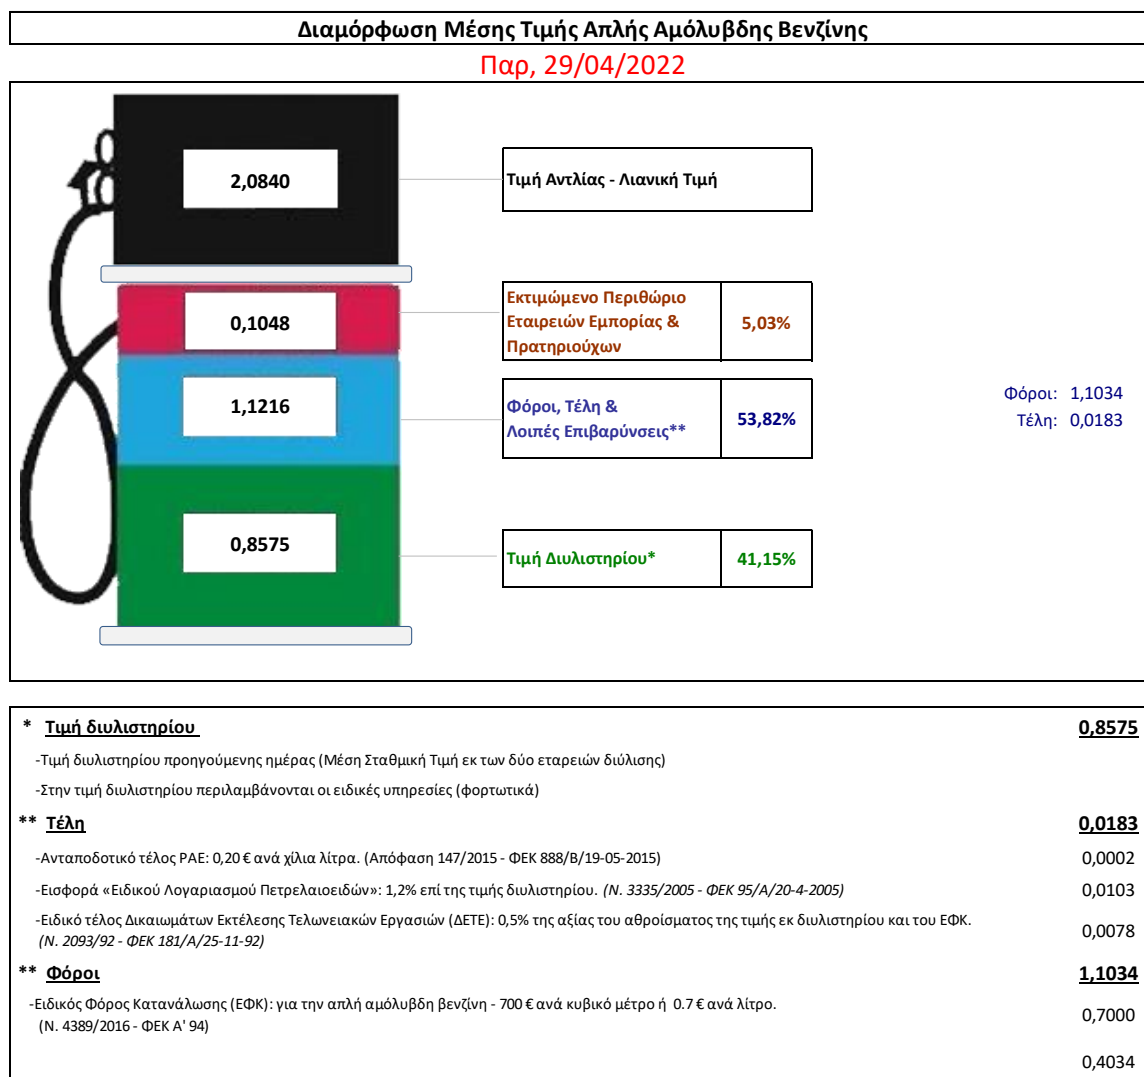 Διαμόρφωση Μέσης Τιμής Απλής Αμόλυβδης Βενζίνης
Παρ, 29/04/2022
2,0840
Τιμή Αντλίας - Λιανική Τιμή
0,1048
Εκτιμώμενο Περιθώριο
Εταιρειών Εμπορίας &
Πρατηριούχων
5,03%
1,1216
Φόροι, Τέλη &
Λοιπές Επιβαρύνσεις**
53,82%
Φόροι: 1,1034
Τέλη: 0,0183
0,8575
Τιμή Διυλιστηρίου*
41,15%
* Τιμή διυλιστηρίου 0,8575
-Τιμή διυλιστηρίου προηγούμενης ημέρας (Μέση Σταθμική Τιμή εκ των δύο εταρειών διύλισης)
-Στην τιμή διυλιστηρίου περιλαμβάνονται οι ειδικές υπηρεσίες (φορτωτικά)
** Τέλη 0,0183
-Ανταποδοτικό τέλος ΡΑΕ: 0,20 € ανά χίλια λίτρα. (Απόφαση 147/2015 - ΦΕΚ 888/Β/19-05-2015) 0,0002
-Εισφορά «Ειδικού Λογαριασμού Πετρελαιοειδών»: 1,2% επί της τιμής διυλιστηρίου. (Ν. 3335/2005 - ΦΕΚ 95/Α/20-4-2005) 0,0103
-Ειδικό τέλος Δικαιωμάτων Εκτέλεσης Τελωνειακών Εργασιών (ΔΕΤΕ): 0,5% της αξίας του αθροίσματος της τιμής εκ διυλιστηρίου και του ΕΦΚ.
(Ν. 2093/92 - ΦΕΚ 181/Α/25-11-92) 0,0078
** Φόροι 1,1034
-Ειδικός Φόρος Κατανάλωσης (ΕΦΚ): για την απλή αμόλυβδη βενζίνη - 700 € ανά κυβικό μέτρο ή 0.7 € ανά λίτρο.
(Ν. 4389/2016 - ΦΕΚ Α' 94) 0,7000
0,4034